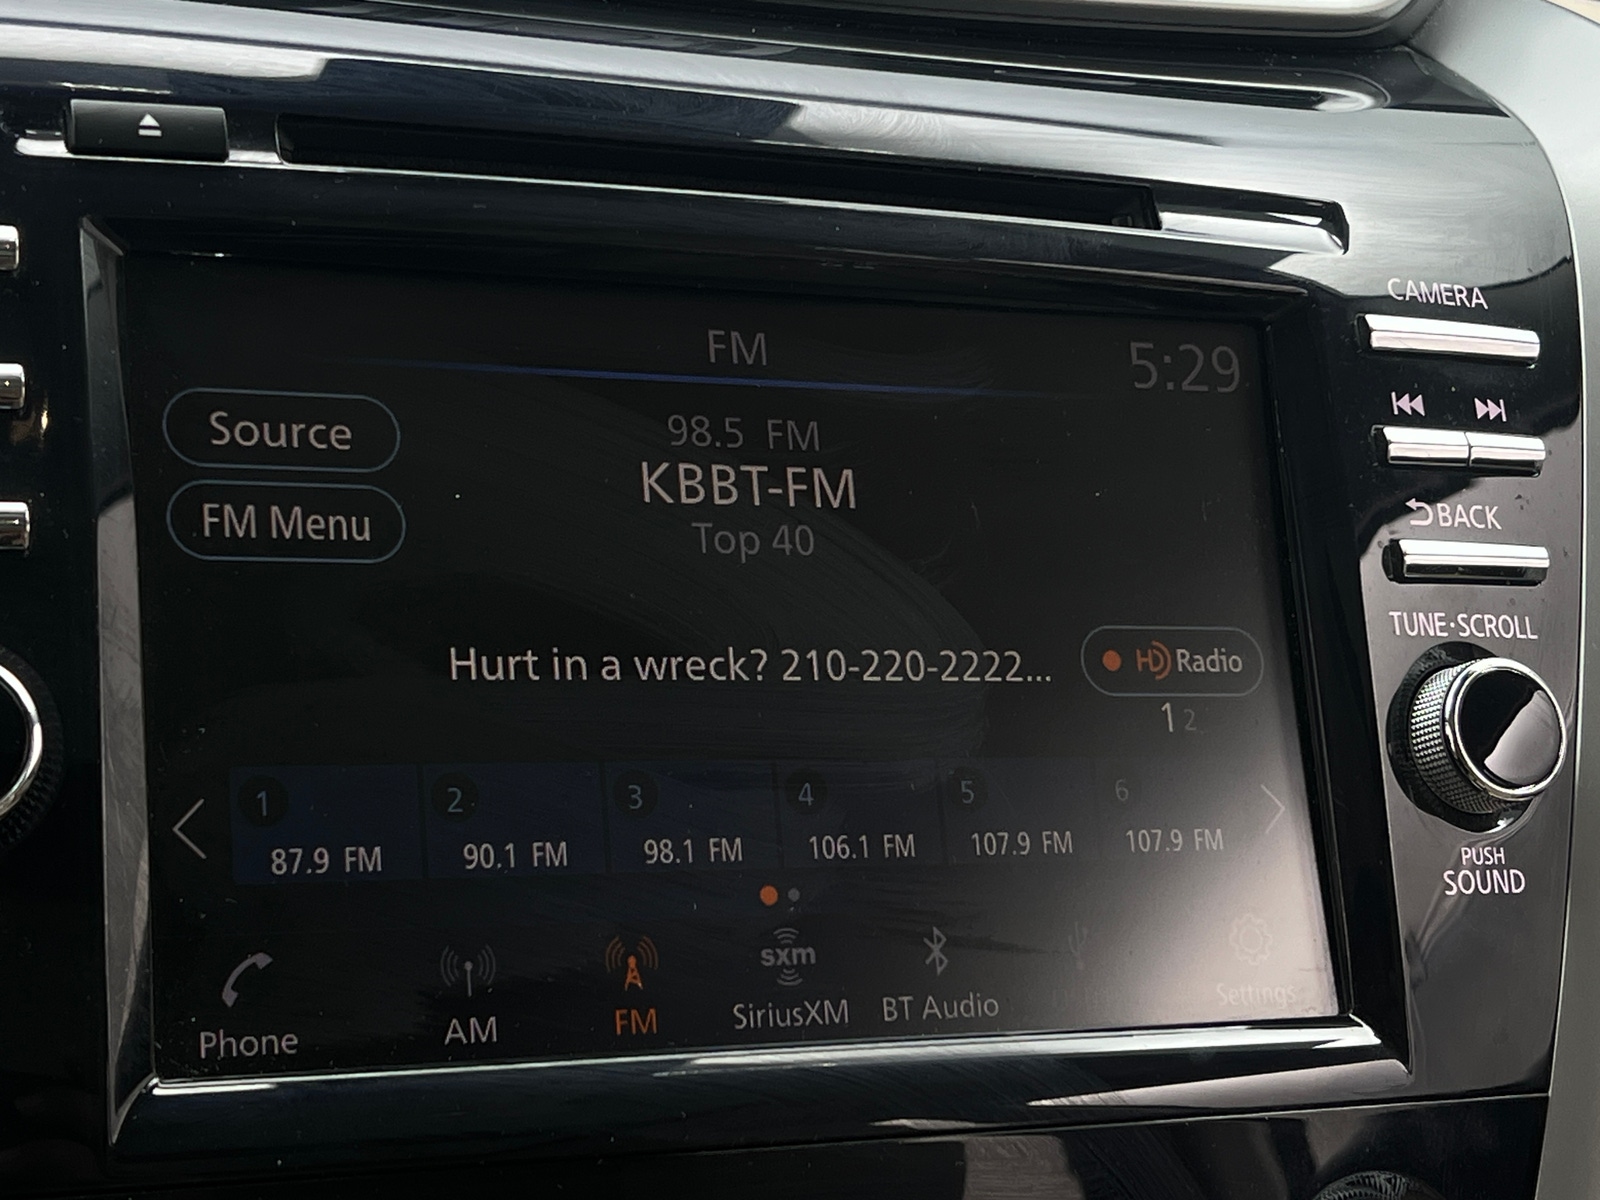 CAMERA
FM
5:29
Source
98.5 FM
KBBT-FM
FM Menu
Top 40
BACK
TUNE·SCROLL
Hurt in a wreck? 210-220-2222...
HD Radio
1 2
1 2 3 4 5 6
87.9 FM 90.1 FM 98.1 FM 106.1 FM 107.9 FM 107.9 FM
PUSH
SOUND
sxm
Phone AM FM SiriusXM BT Audio Settings